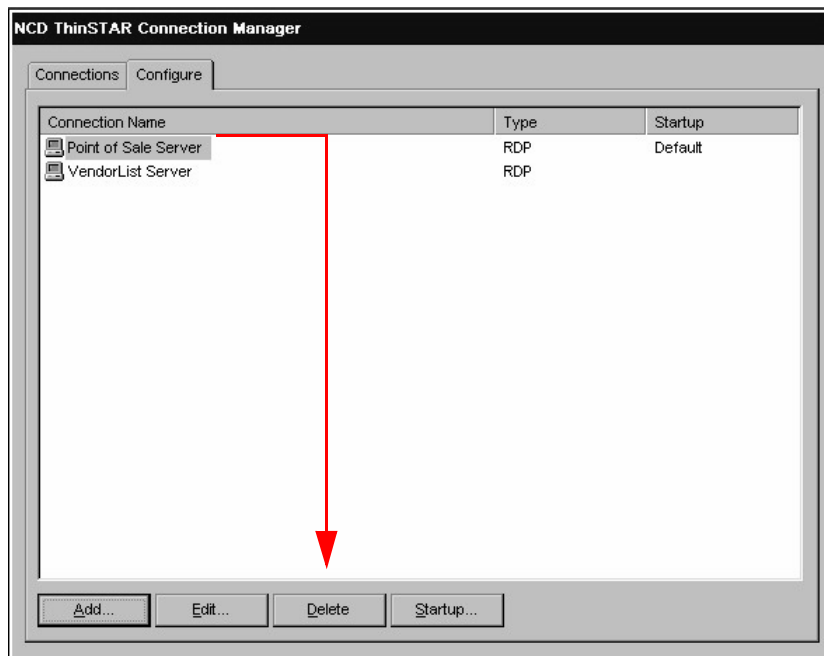 NCD ThinSTAR Connection Manager
Connections Configure
Connection Name Type Startup
Point of Sale Server RDP Default
VendorList Server RDP
Add... Edit... Delete Startup...